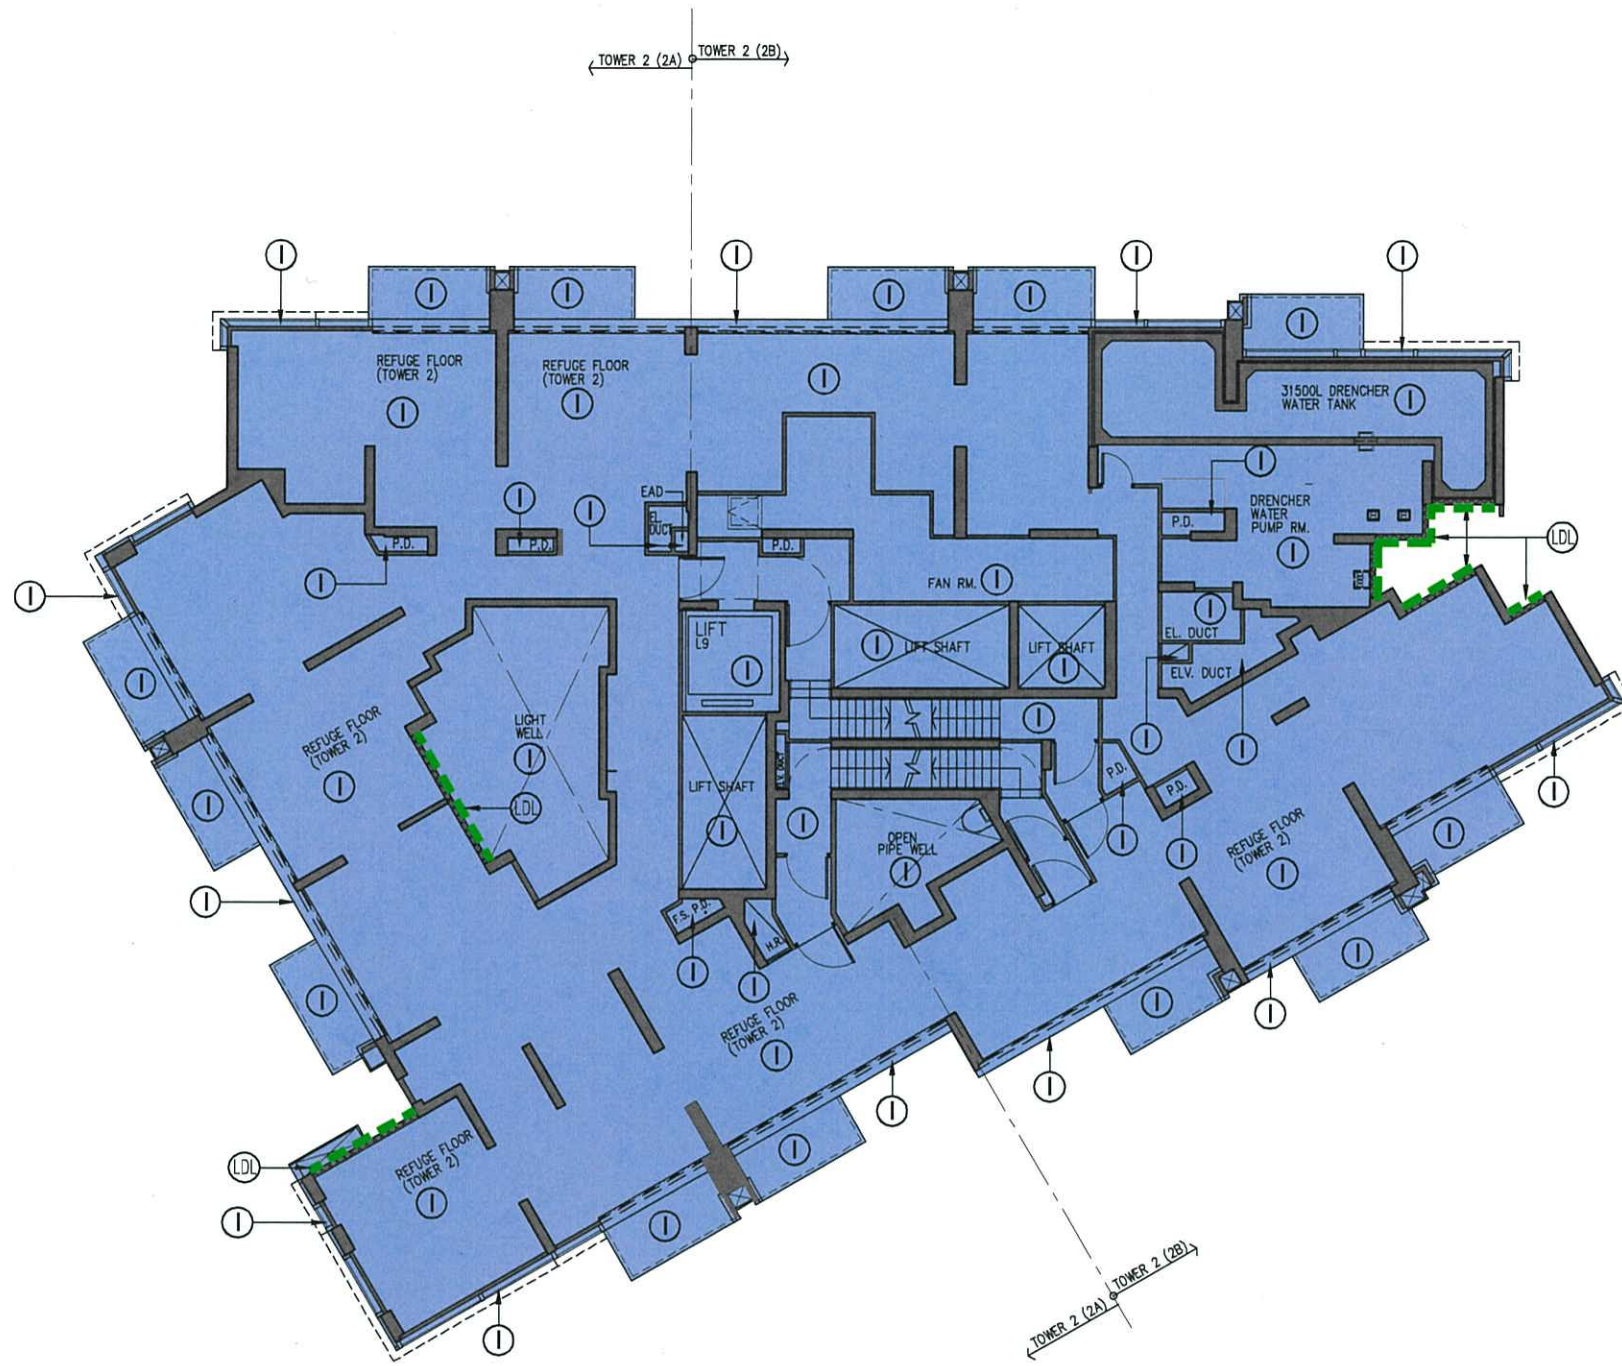 TOWER 2 (2A)
TOWER 2 (2B)
I
I
I
I
I
I
I
I
I
REFUGE FLOOR
(TOWER 2)
I
REFUGE FLOOR
(TOWER 2)
I
I
31500L DRENCHER
WATER TANK
I
EAD
EL.
DUCT
I
I
I
P.D.
P.D.
P.D.
I
P.D.
DRENCHER
WATER
PUMP RM.
I
LDL
FAN RM.
I
I
I
I
LIFT
L9
I
I
LIFT SHAFT
LIFT SHAFT
I
I
EL. DUCT
ELV. DUCT
I
I
I
REFUGE FLOOR
(TOWER 2)
I
LIGHT
WELL
I
LDL
LIFT SHAFT
I
ELV. DUCT
I
I
P.D.
I
P.D.
I
OPEN
PIPE WELL
I
REFUGE FLOOR
(TOWER 2)
I
I
I
I
I
I
F.S. P.D.
I
H.R.
I
REFUGE FLOOR
(TOWER 2)
I
I
I
I
I
I
I
LDL
REFUGE FLOOR
(TOWER 2)
I
I
I
I
TOWER 2 (2B)
TOWER 2 (2A)